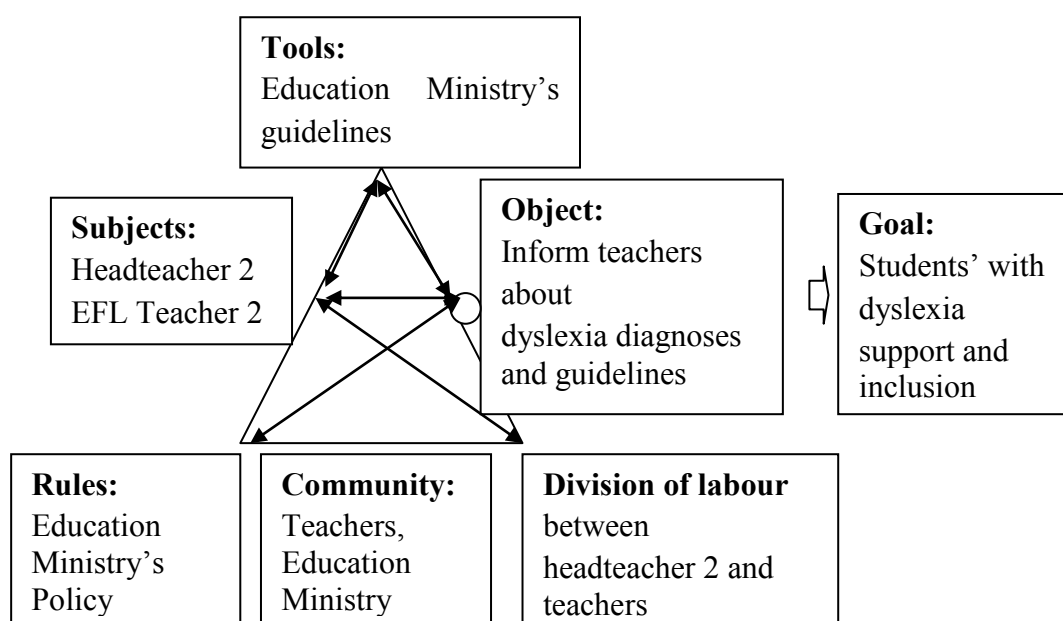 Tools:
Education Ministry’s
guidelines
Subjects:
Headteacher 2
EFL Teacher 2
Object:
Inform teachers
about
dyslexia diagnoses
and guidelines
Goal:
Students’ with
dyslexia
support and
inclusion
Rules:
Education
Ministry’s
Policy
Community:
Teachers,
Education
Ministry
Division of labour
between
headteacher 2 and
teachers